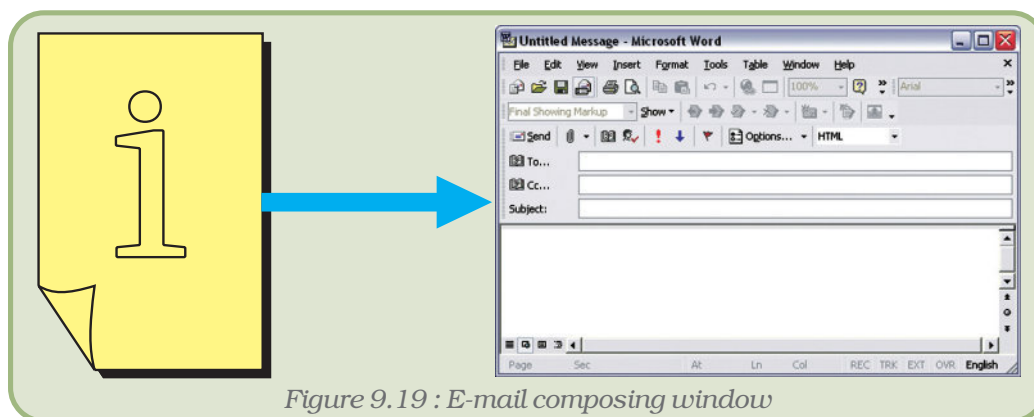 i
Untitled Message - Microsoft Word
File Edit View Insert Format Tools Table Window Help
100% Arial
Final Showing Markup Show
Send Options... HTML
To...
Cc...
Subject:
Page Sec At Ln Col REC TRK EXT OVR English
Figure 9.19 : E-mail composing window